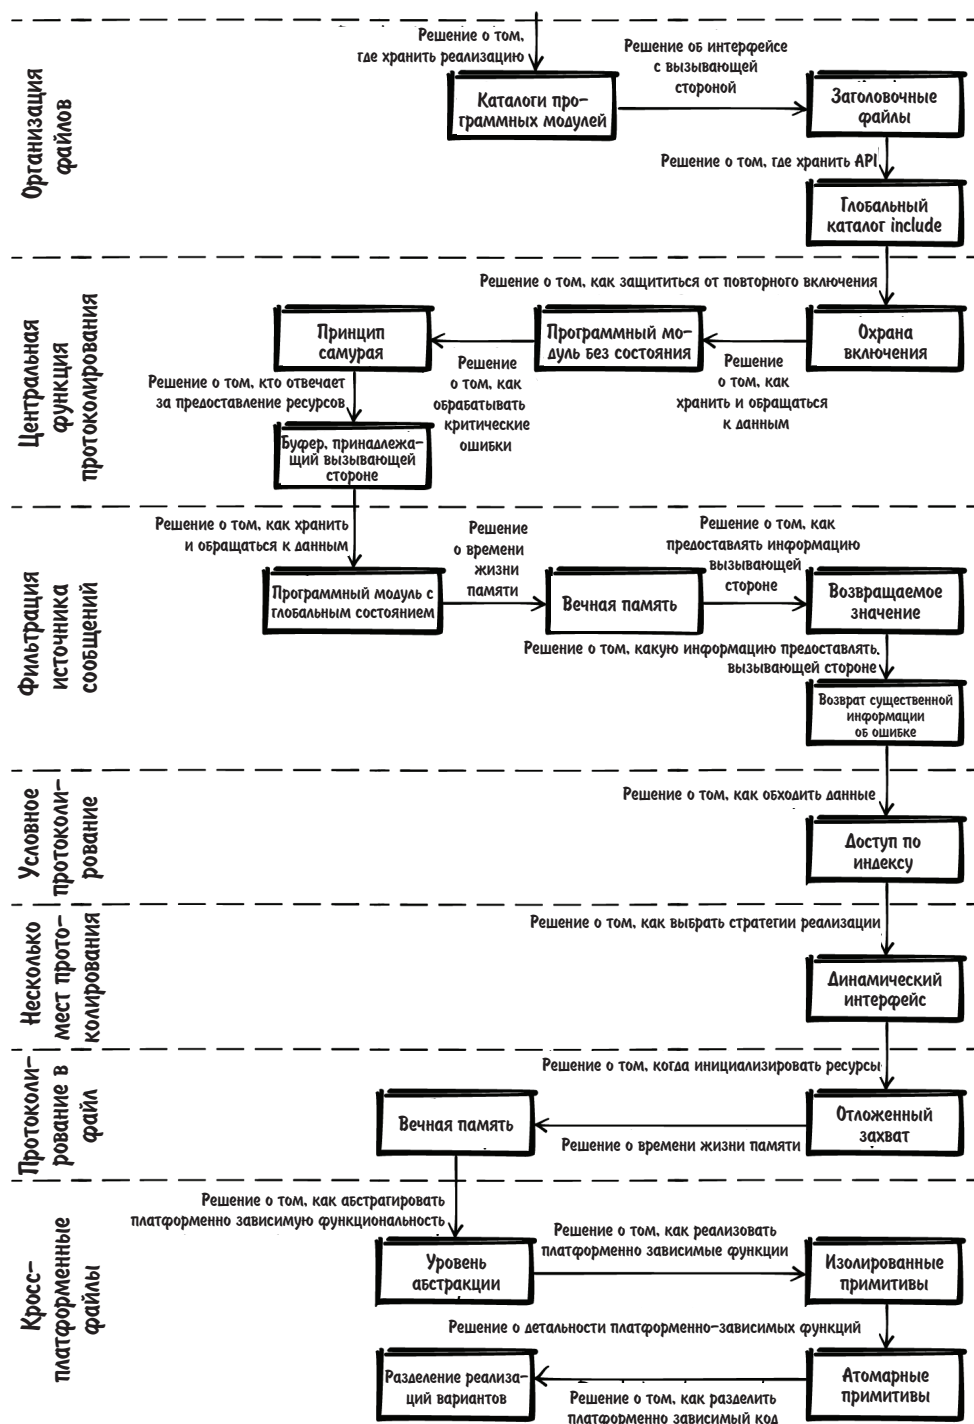 Организация
файлов
Решение о том,
где хранить реализацию
Каталоги про-
граммных модулей
Решение об интерфейсе
с вызывающей
стороной
Заголовочные
файлы
Решение о том, где хранить API
Глобальный
каталог include
Центральная
функция
протоколирования
Решение о том, как защититься от повторного включения
Охрана
включения
Решение
о том, как
хранить и обращаться
к данным
Программный мо-
дуль без состояния
Решение
о том, как
обрабатывать
критические
ошибки
Принцип
самурая
Решение о том, кто отвечает
за предоставление ресурсов
Буфер, принадлежа-
щий вызывающей
стороне
Фильтрация
источника
сообщений
Решение о том, как хранить
и обращаться к данным
Программный модуль с
глобальным состоянием
Решение
о времени
жизни
памяти
Вечная память
Решение о том, как
предоставлять информацию
вызывающей
стороне
Возвращаемое
значение
Решение о том, какую информацию предоставлять
вызывающей стороне
Возврат существенной
информации
об ошибке
Условное
протоколи-
рование
Решение о том, как обходить данные
Доступ по
индексу
Несколько
мест прото-
колирования
Решение о том, как выбрать стратегии реализации
Динамический
интерфейс
Протоколи-
рование в
файл
Решение о том, когда инициализировать ресурсы
Отложенный
захват
Решение о времени жизни памяти
Вечная память
Кросс-
платформенные
файлы
Решение о том, как абстрагировать
платформенно зависимую функциональность
Уровень
абстракции
Решение о том, как реализовать
платформенно зависимые функции
Изолированные
примитивы
Решение о детальности платформенно-зависимых функций
Атомарные
примитивы
Решение о том, как разделить
платформенно зависимый код
Разделение реализа-
ций вариантов